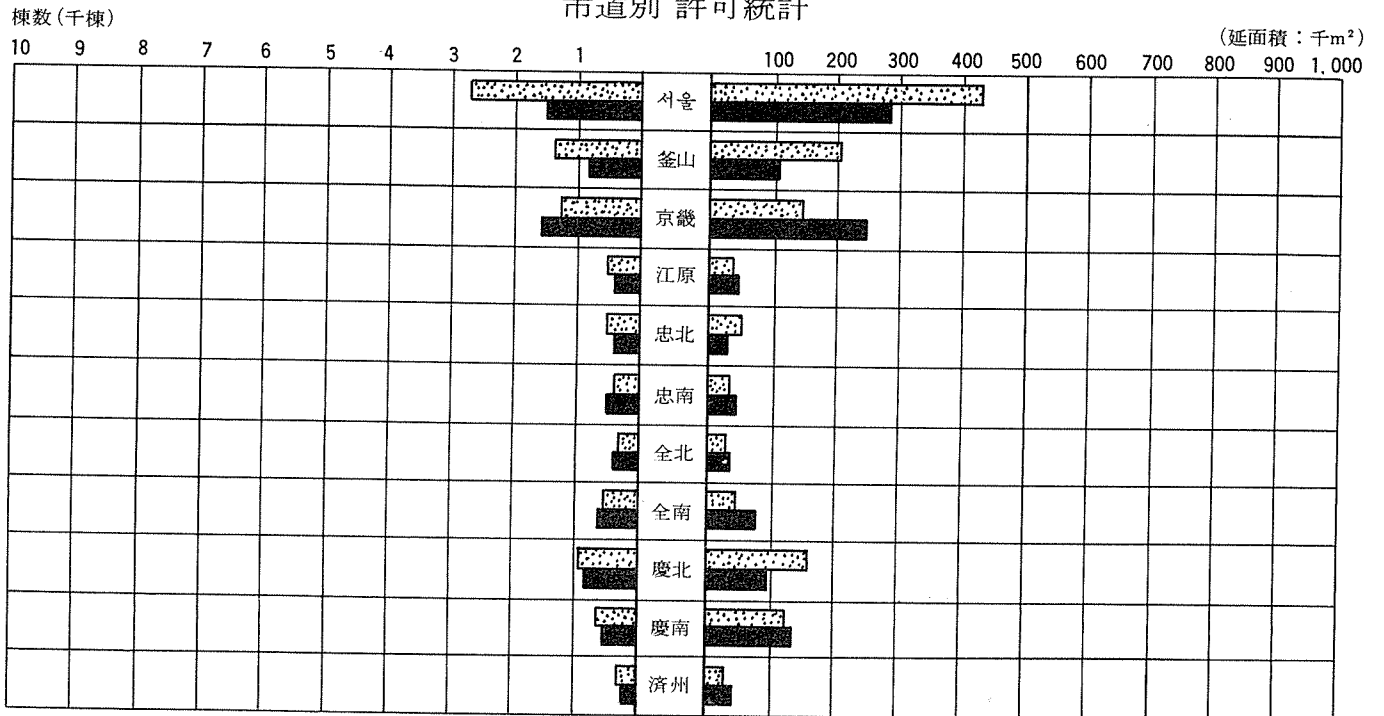 市道別 許可統計
棟数(千棟)
(延面積：千m²)
10 9 8 7 6 5 4 3 2 1 100 200 300 400 500 600 700 800 900 1,000
서울
釜山
京畿
江原
忠北
忠南
全北
全南
慶北
慶南
済州